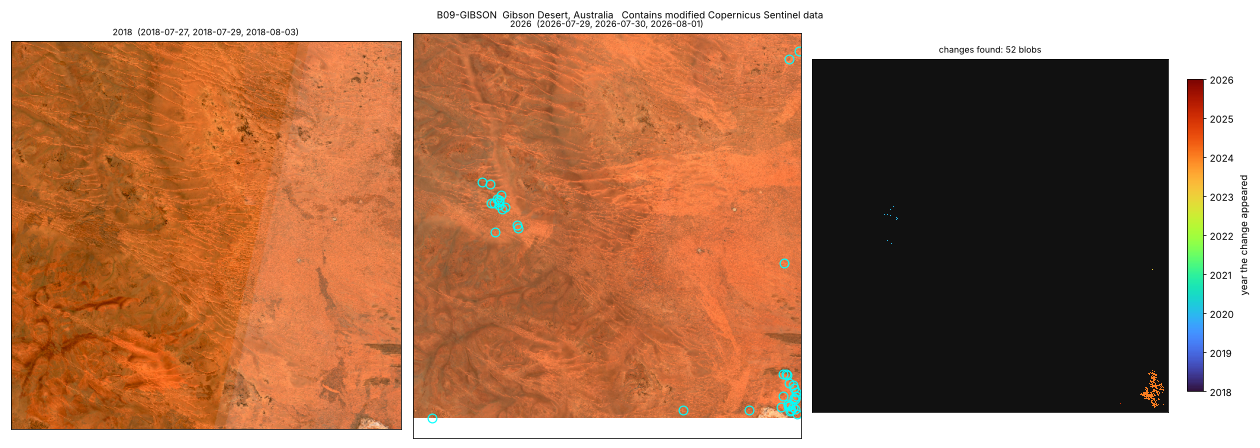 B09-GIBSON  Gibson Desert, Australia   Contains modified Copernicus Sentinel data
2018  (2018-07-27, 2018-07-29, 2018-08-03)
2026  (2026-07-29, 2026-07-30, 2026-08-01)
changes found: 52 blobs
2026
2025
2024
2023
2022
2021
2020
2019
2018
year the change appeared